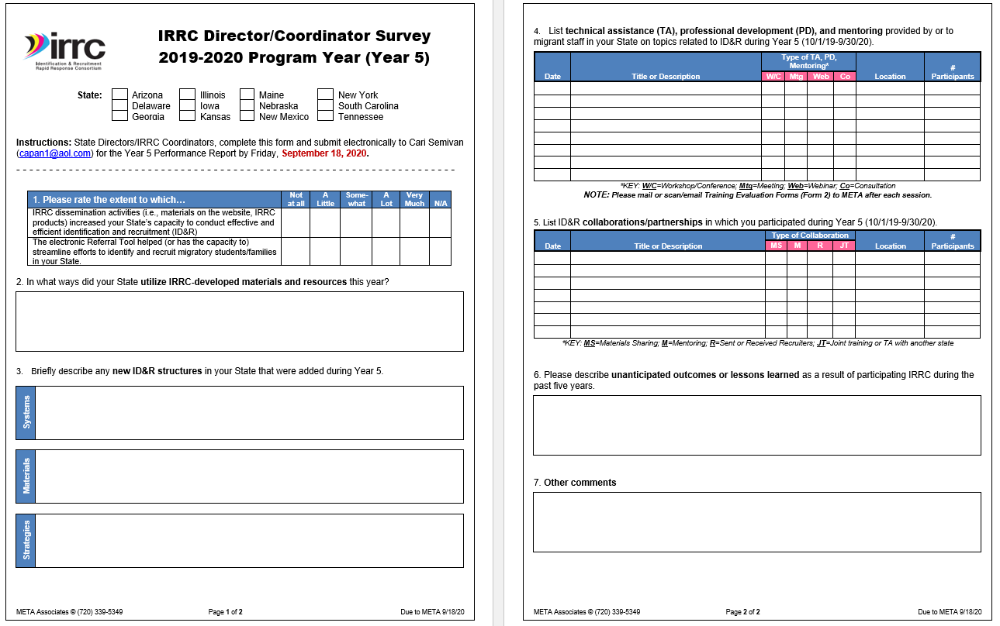 irrc
Identification & Recruitment
Rapid Response Consortium
IRRC Director/Coordinator Survey
2019-2020 Program Year (Year 5)
State: Arizona Illinois Maine New York
Delaware Iowa Nebraska South Carolina
Georgia Kansas New Mexico Tennessee
Instructions: State Directors/IRRC Coordinators, complete this form and submit electronically to Cari Semivan
(capan1@aol.com) for the Year 5 Performance Report by Friday, September 18, 2020.
1. Please rate the extent to which… Not at all A Little Some-what A Lot Very Much N/A
IRRC dissemination activities (i.e., materials on the website, IRRC
products) increased your State's capacity to conduct effective and
efficient identification and recruitment (ID&R)
The electronic Referral Tool helped (or has the capacity to)
streamline efforts to identify and recruit migratory students/families
in your State.
2. In what ways did your State utilize IRRC-developed materials and resources this year?
3. Briefly describe any new ID&R structures in your State that were added during Year 5.
Systems
Materials
Strategies
META Associates © (720) 339-5349 Page 1 of 2 Due to META 9/18/20
4. List technical assistance (TA), professional development (PD), and mentoring provided by or to
migrant staff in your State on topics related to ID&R during Year 5 (10/1/19-9/30/20).
Type of TA, PD,
Mentoring*
Date Title or Description W/C Mtg Web Co Location # Participants
*KEY: W/C=Workshop/Conference; Mtg=Meeting; Web=Webinar; Co=Consultation
NOTE: Please mail or scan/email Training Evaluation Forms (Form 2) to META after each session.
5. List ID&R collaborations/partnerships in which you participated during Year 5 (10/1/19-9/30/20).
Type of Collaboration
Date Title or Description MS M R JT Location # Participants
*KEY: MS=Materials Sharing; M=Mentoring; R=Sent or Received Recruiters; JT=Joint training or TA with another state
6. Please describe unanticipated outcomes or lessons learned as a result of participating IRRC during the
past five years.
7. Other comments
META Associates © (720) 339-5349 Page 2 of 2 Due to META 9/18/20